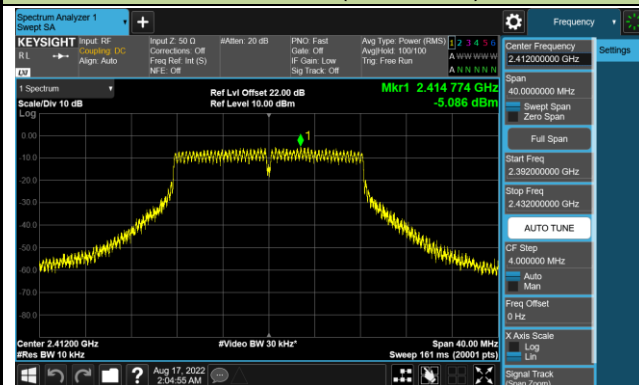 Spectrum Analyzer 1
Swept SA
Frequency
KEYSIGHT
RL
Input: RF
Coupling: DC
Align: Auto
Input Z: 50 Ω
Corrections: Off
Freq Ref: Int (S)
NFE: Off
#Atten: 20 dB
PNO: Fast
Gate: Off
IF Gain: Low
Sig Track: Off
Avg Type: Power (RMS)
Avg|Hold: 100/100
Trig: Free Run
1 2 3 4 5 6
A W W W W W
A N N N N N
LXI
1 Spectrum
Scale/Div 10 dB
Log
Ref Lvl Offset 22.00 dB
Ref Level 10.00 dBm
Mkr1 2.414 774 GHz
-5.086 dBm
1
0.00
-10.0
-20.0
-30.0
-40.0
-50.0
-60.0
-70.0
-80.0
Center 2.41200 GHz
#Res BW 10 kHz
#Video BW 30 kHz*
Span 40.00 MHz
Sweep 161 ms (20001 pts)
Aug 17, 2022
2:04:55 AM
Center Frequency
2.412000000 GHz
Settings
Span
40.0000000 MHz
Swept Span
Zero Span
Full Span
Start Freq
2.392000000 GHz
Stop Freq
2.432000000 GHz
AUTO TUNE
CF Step
4.000000 MHz
Auto
Man
Freq Offset
0 Hz
X Axis Scale
Log
Lin
Signal Track
(Span Zoom)